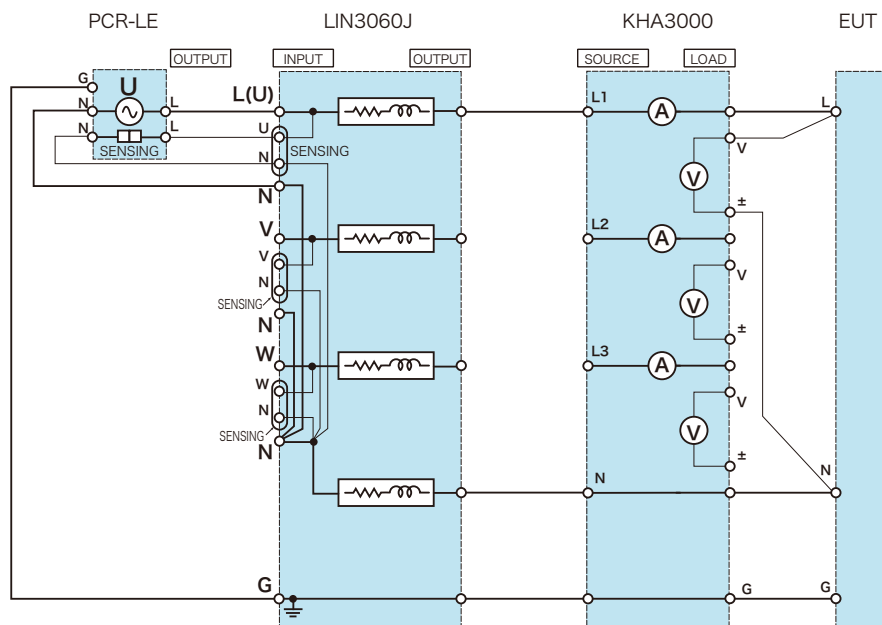 PCR-LE LIN3060J KHA3000 EUT
OUTPUT INPUT OUTPUT SOURCE LOAD
G U
N L L(U) L1 A L
N L U V
SENSING N SENSING V
N ±
V L2 A
V V
N V
SENSING ±
N
W L3 A
W V
N V
SENSING
N ±
N N
G G G